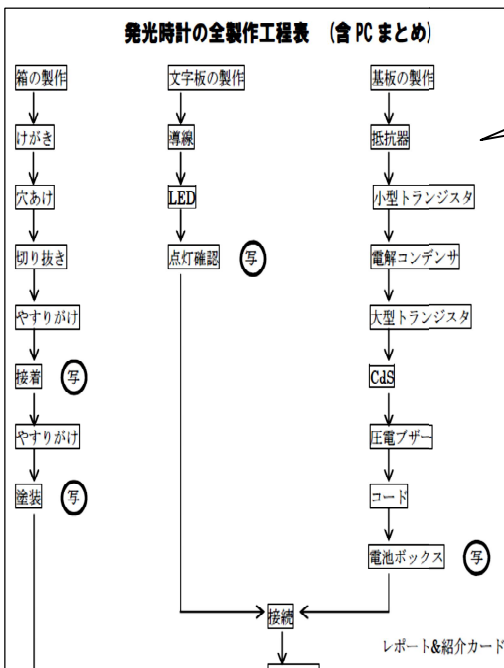 発光時計の全製作工程表 (含 PC まとめ)
箱の製作
けがき
穴あけ
切り抜き
やすりがけ
接着 写
やすりがけ
塗装 写
文字板の製作
導線
LED
点灯確認 写
基板の製作
抵抗器
小型トランジスタ
電解コンデンサ
大型トランジスタ
CdS
圧電ブザー
コード
電池ボックス 写
接続
レポート&紹介カード